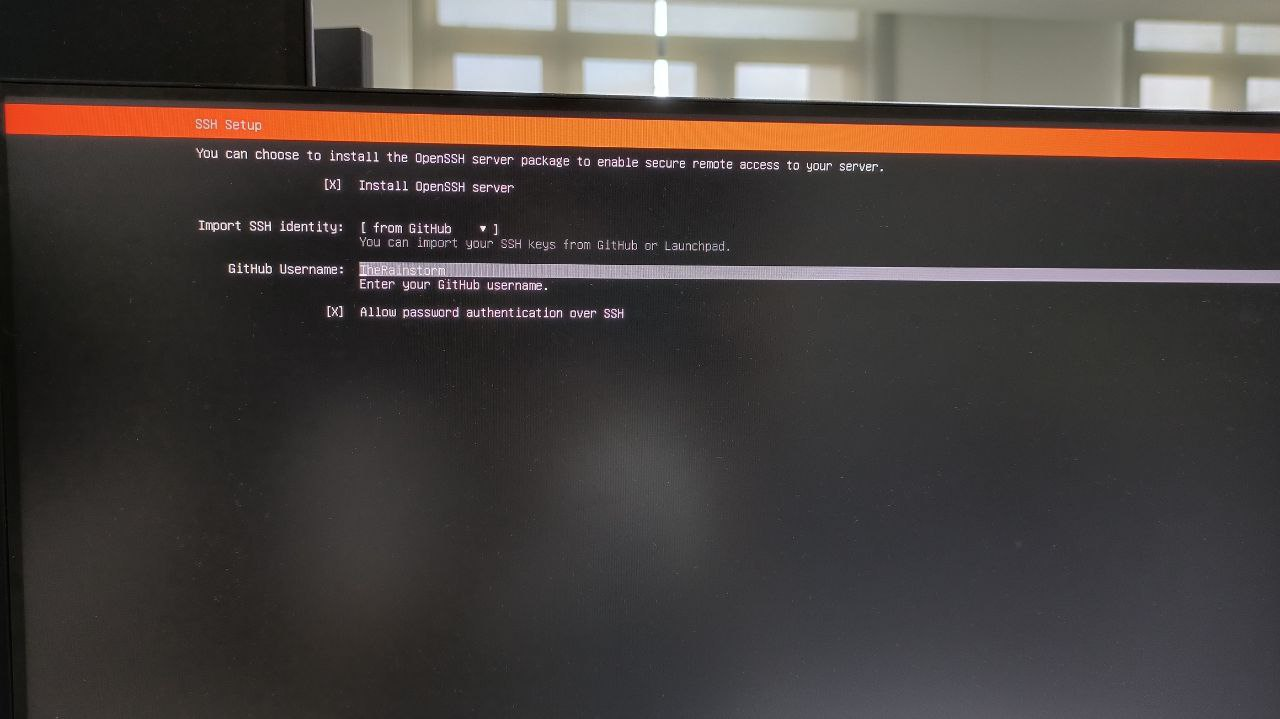 SSH Setup
You can choose to install the OpenSSH server package to enable secure remote access to your server.
[X] Install OpenSSH server
Import SSH identity: [ from GitHub ▾ ]
You can import your SSH keys from GitHub or Launchpad.
GitHub Username: TheRainstorm
Enter your GitHub username.
[X] Allow password authentication over SSH